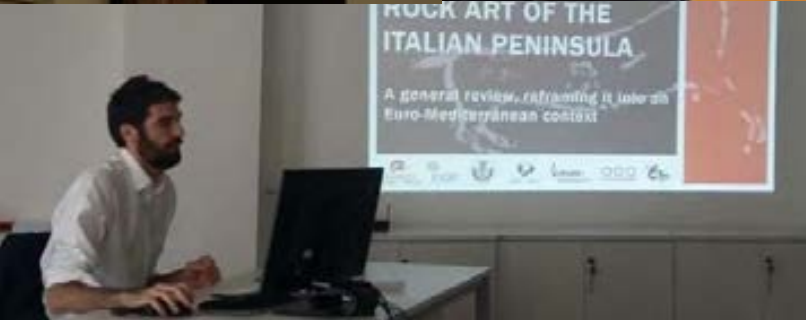 ROCK ART OF THE
ITALIAN PENINSULA
A general review, reframing it into an
Euro-Mediterranean context